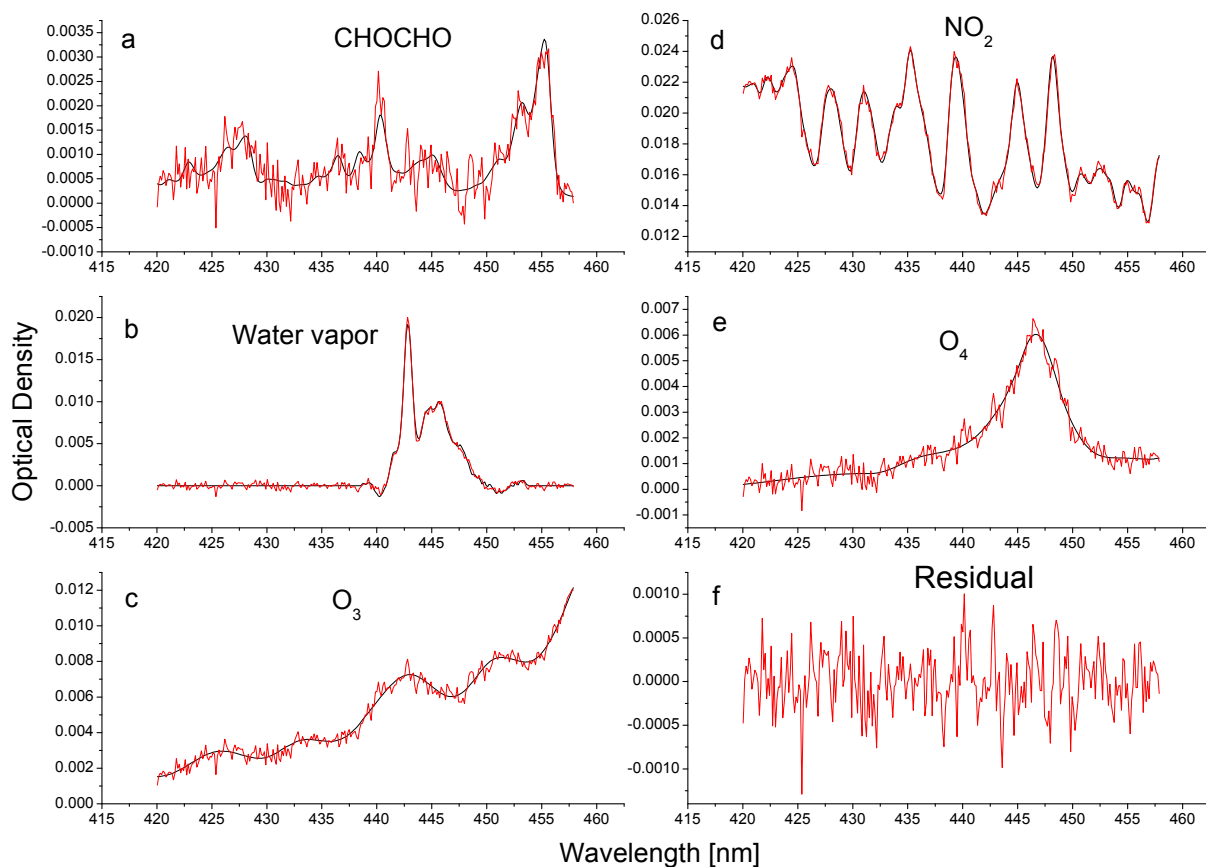 a
CHOCHO
0.0035
0.0030
0.0025
0.0020
0.0015
0.0010
0.0005
0.0000
-0.0005
-0.0010
415 420 425 430 435 440 445 450 455 460
d
NO2
0.026
0.024
0.022
0.020
0.018
0.016
0.014
0.012
415 420 425 430 435 440 445 450 455 460
b
Water vapor
0.020
0.015
0.010
0.005
0.000
-0.005
415 420 425 430 435 440 445 450 455 460
e
O4
0.007
0.006
0.005
0.004
0.003
0.002
0.001
0.000
-0.001
415 420 425 430 435 440 445 450 455 460
Optical Density
c
O3
0.012
0.010
0.008
0.006
0.004
0.002
0.000
415 420 425 430 435 440 445 450 455 460
f
Residual
0.0010
0.0005
0.0000
-0.0005
-0.0010
415 420 425 430 435 440 445 450 455 460
Wavelength [nm]